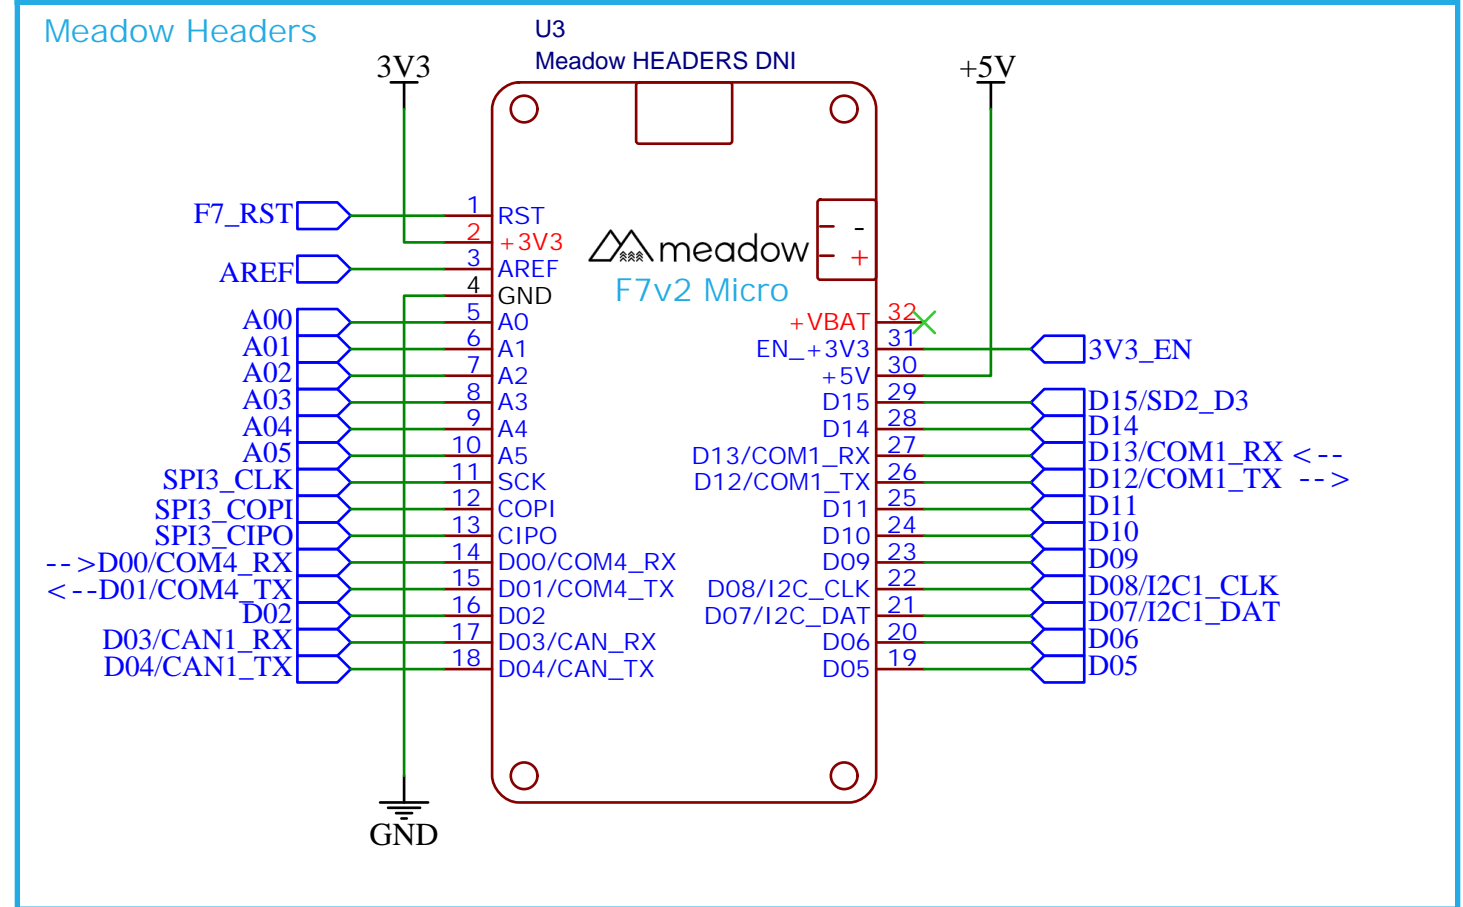 Meadow Headers
U3
Meadow HEADERS DNI
3V3
+5V
F7_RST 1 RST
2 +3V3
AREF 3 AREF
4 GND
A00 5 A0
A01 6 A1
A02 7 A2
A03 8 A3
A04 9 A4
A05 10 A5
SPI3_CLK 11 SCK
SPI3_COPI 12 COPI
SPI3_CIPO 13 CIPO
-->D00/COM4_RX 14 D00/COM4_RX
<--D01/COM4_TX 15 D01/COM4_TX
D02 16 D02
D03/CAN1_RX 17 D03/CAN_RX
D04/CAN1_TX 18 D04/CAN_TX
GND
meadow
F7v2 Micro
-
+
+VBAT 32
EN_+3V3 31 3V3_EN
+5V 30
D15 29 D15/SD2_D3
D14 28 D14
D13/COM1_RX 27 D13/COM1_RX <--
D12/COM1_TX 26 D12/COM1_TX -->
D11 25 D11
D10 24 D10
D09 23 D09
D08/I2C_CLK 22 D08/I2C1_CLK
D07/I2C_DAT 21 D07/I2C1_DAT
D06 20 D06
D05 19 D05